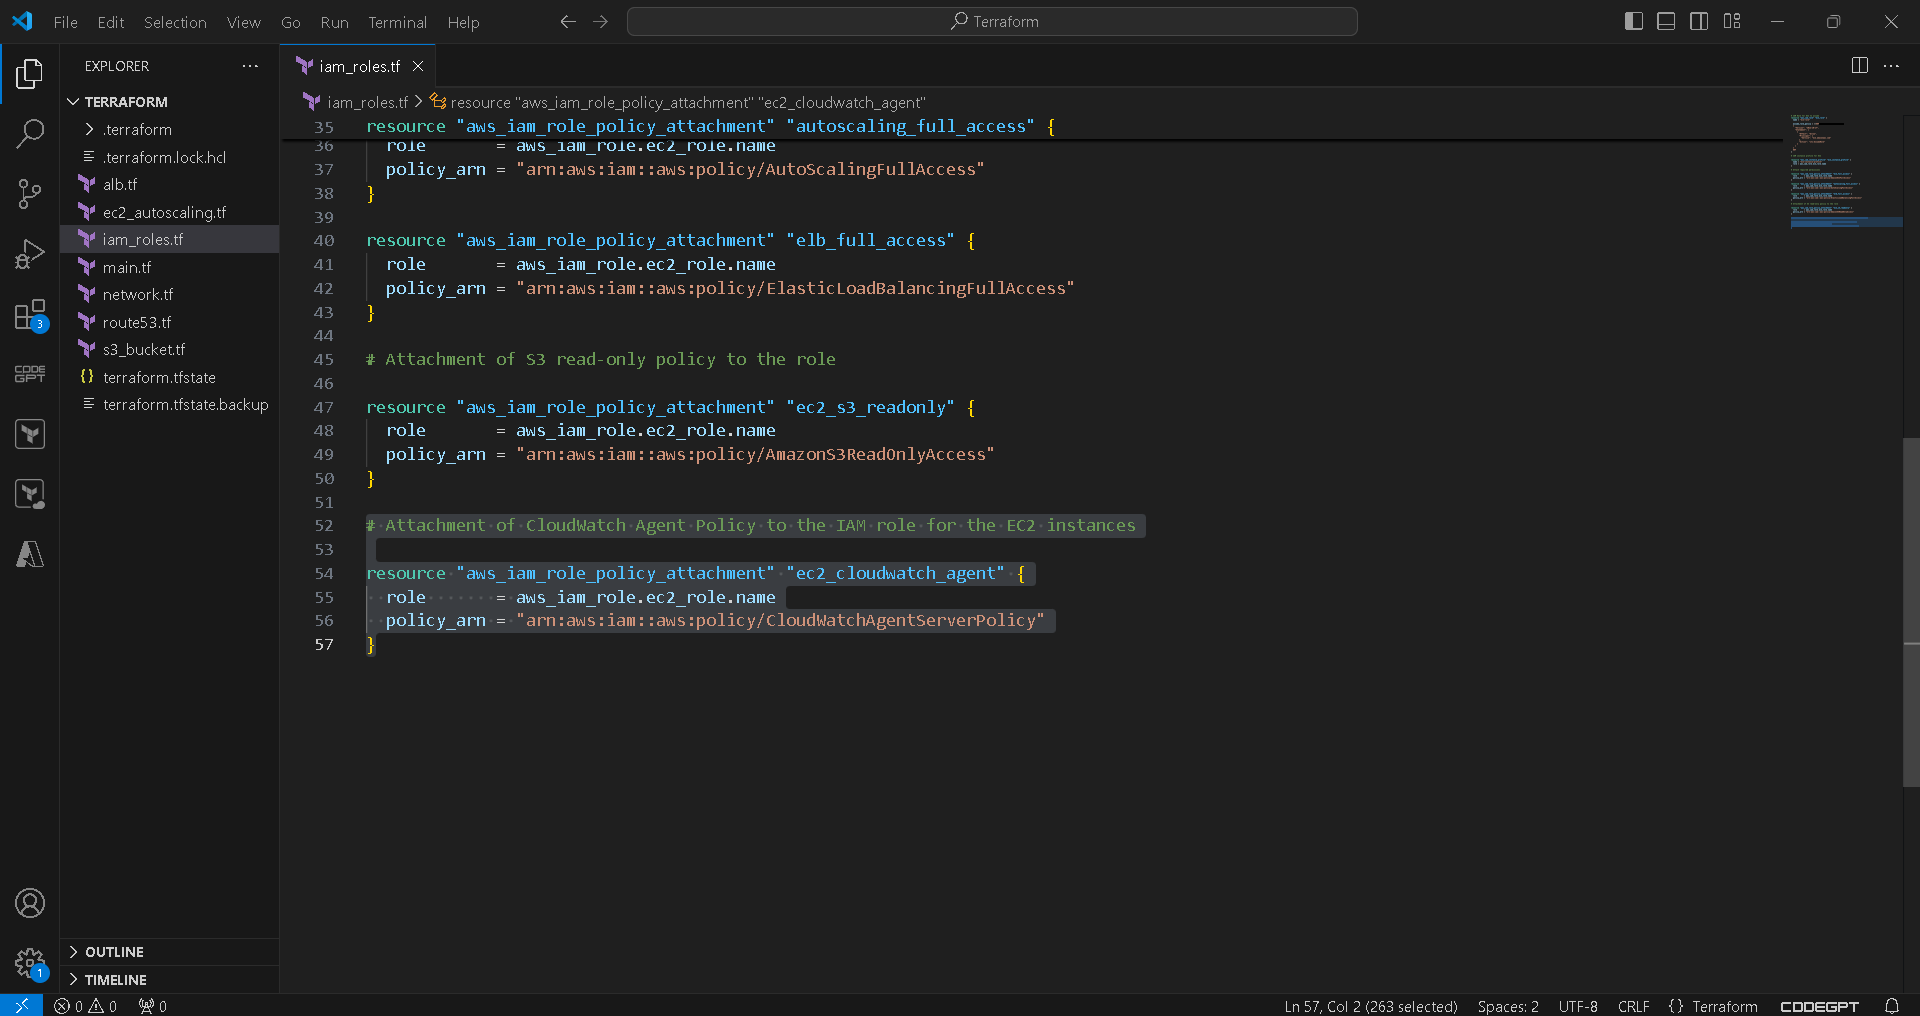 File Edit Selection View Go Run Terminal Help
Terraform
EXPLORER
TERRAFORM
.terraform
.terraform.lock.hcl
alb.tf
ec2_autoscaling.tf
iam_roles.tf
main.tf
network.tf
route53.tf
s3_bucket.tf
terraform.tfstate
terraform.tfstate.backup
OUTLINE
TIMELINE
3
CODE
GPT
1
iam_roles.tf
iam_roles.tf > resource "aws_iam_role_policy_attachment" "ec2_cloudwatch_agent"
35 resource "aws_iam_role_policy_attachment" "autoscaling_full_access" {
36 role = aws_iam_role.ec2_role.name
37 policy_arn = "arn:aws:iam::aws:policy/AutoScalingFullAccess"
38 }
39
40 resource "aws_iam_role_policy_attachment" "elb_full_access" {
41 role = aws_iam_role.ec2_role.name
42 policy_arn = "arn:aws:iam::aws:policy/ElasticLoadBalancingFullAccess"
43 }
44
45 # Attachment of S3 read-only policy to the role
46
47 resource "aws_iam_role_policy_attachment" "ec2_s3_readonly" {
48 role = aws_iam_role.ec2_role.name
49 policy_arn = "arn:aws:iam::aws:policy/AmazonS3ReadOnlyAccess"
50 }
51
52 # Attachment of CloudWatch Agent Policy to the IAM role for the EC2 instances
53
54 resource "aws_iam_role_policy_attachment" "ec2_cloudwatch_agent" {
55 role = aws_iam_role.ec2_role.name
56 policy_arn = "arn:aws:iam::aws:policy/CloudWatchAgentServerPolicy"
57 }
0 0 0 Ln 57, Col 2 (263 selected) Spaces: 2 UTF-8 CRLF {} Terraform CODEGPT